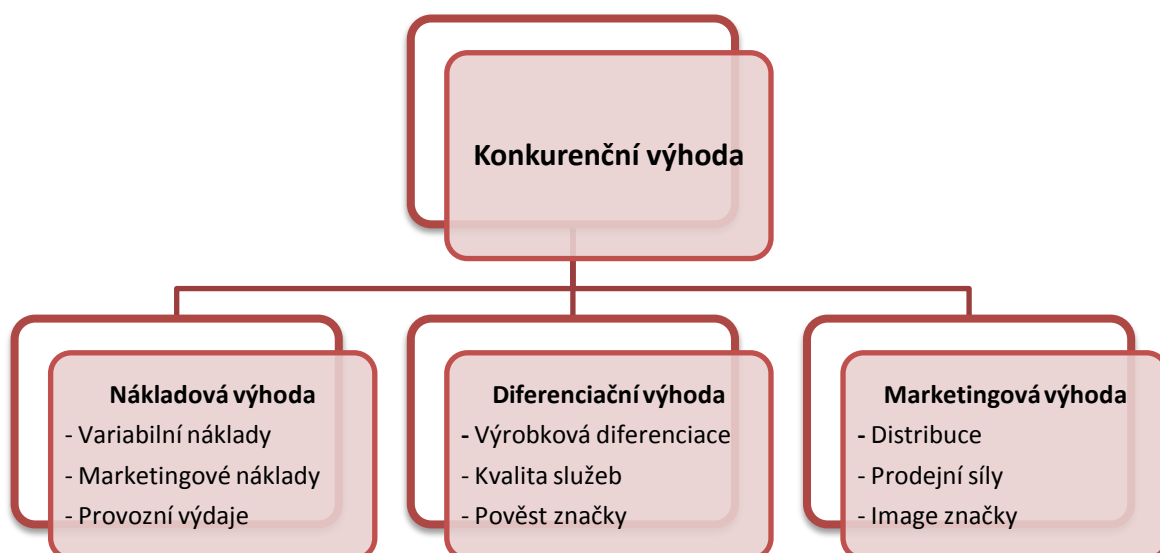 Konkurenční výhoda
Nákladová výhoda
- Variabilní náklady
- Marketingové náklady
- Provozní výdaje
Diferenciační výhoda
- Výrobková diferenciace
- Kvalita služeb
- Pověst značky
Marketingová výhoda
- Distribuce
- Prodejní síly
- Image značky